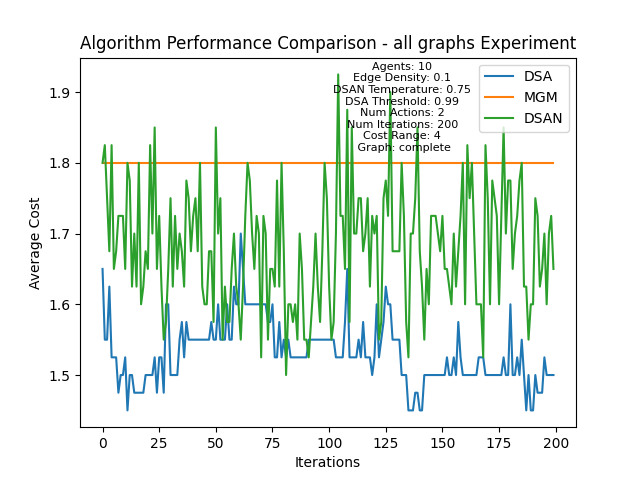 Algorithm Performance Comparison - all graphs Experiment
Agents: 10
Edge Density: 0.1
DSAN Temperature: 0.75
DSA Threshold: 0.99
Num Actions: 2
Num Iterations: 200
Cost Range: 4
Graph: complete
DSA
MGM
DSAN
Average Cost
1.9
1.8
1.7
1.6
1.5
0
25
50
75
100
125
150
175
200
Iterations